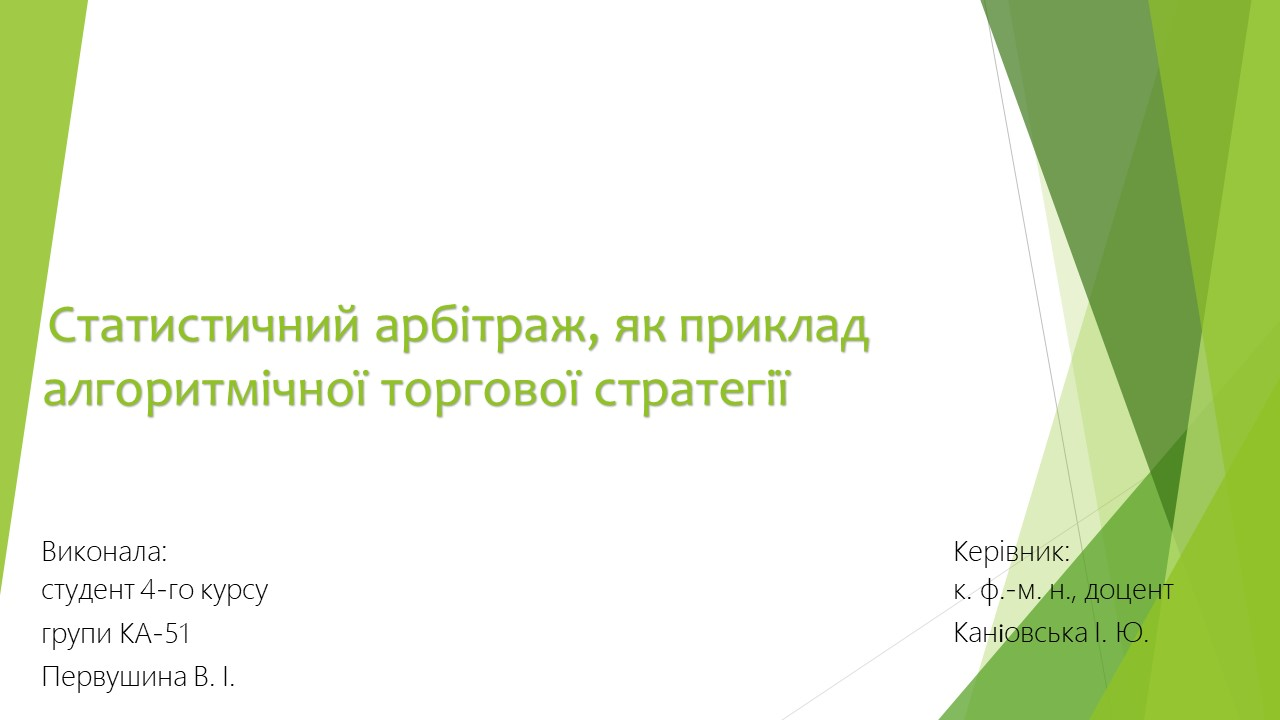 Статистичний арбітраж, як приклад
алгоритмічної торгової стратегії
Виконала:
студент 4-го курсу
групи КА-51
Первушина В. І.
Керівник:
к. ф.-м. н., доцент
Каніовська І. Ю.